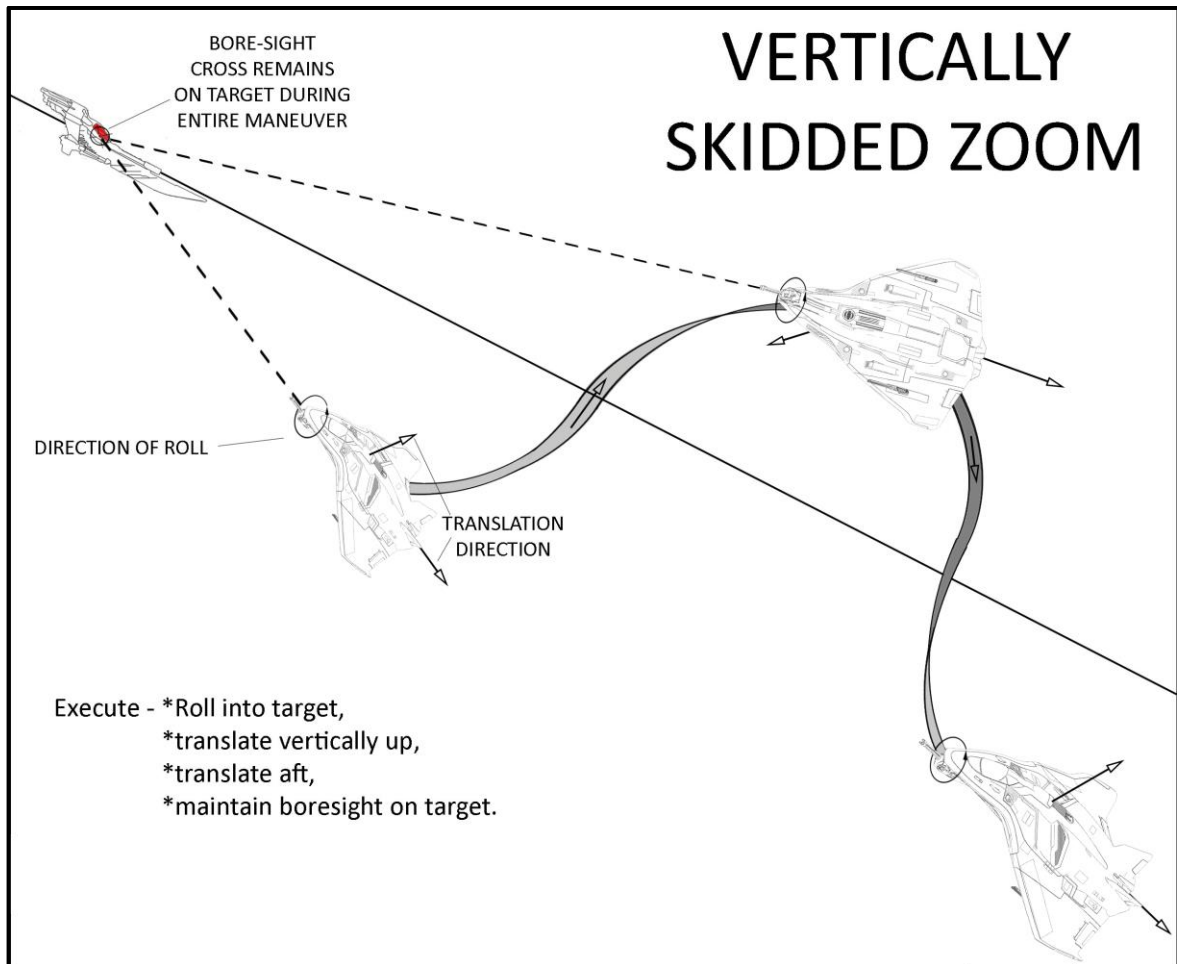 VERTICALLY
SKIDDED ZOOM
BORE-SIGHT
CROSS REMAINS
ON TARGET DURING
ENTIRE MANEUVER
DIRECTION OF ROLL
TRANSLATION
DIRECTION
Execute - *Roll into target,
*translate vertically up,
*translate aft,
*maintain boresight on target.